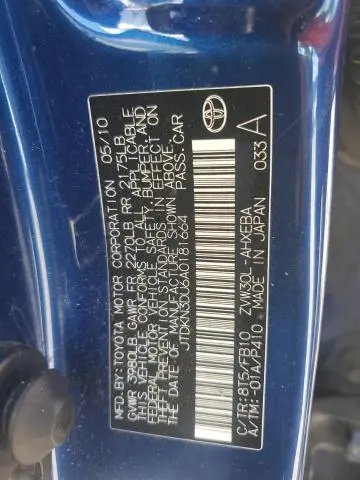 MFD.BY:TOYOTA MOTOR CORPORATION 05/10
GVWR 3980LB GAWR FR 2270LB RR 2175LB
THIS VEHICLE CONFORMS TO ALL APPLICABLE
FEDERAL MOTOR VEHICLE SAFETY, BUMPER, AND
THEFT PREVENTION STANDARDS IN EFFECT ON
THE DATE OF MANUFACTURE SHOWN ABOVE.
JTDKN3DU6A0181664 PASS.CAR
C/TR:8T5/FB10 ZVW30L-AHXEBA
A/TM:-01A/P410 MADE IN JAPAN 033 A